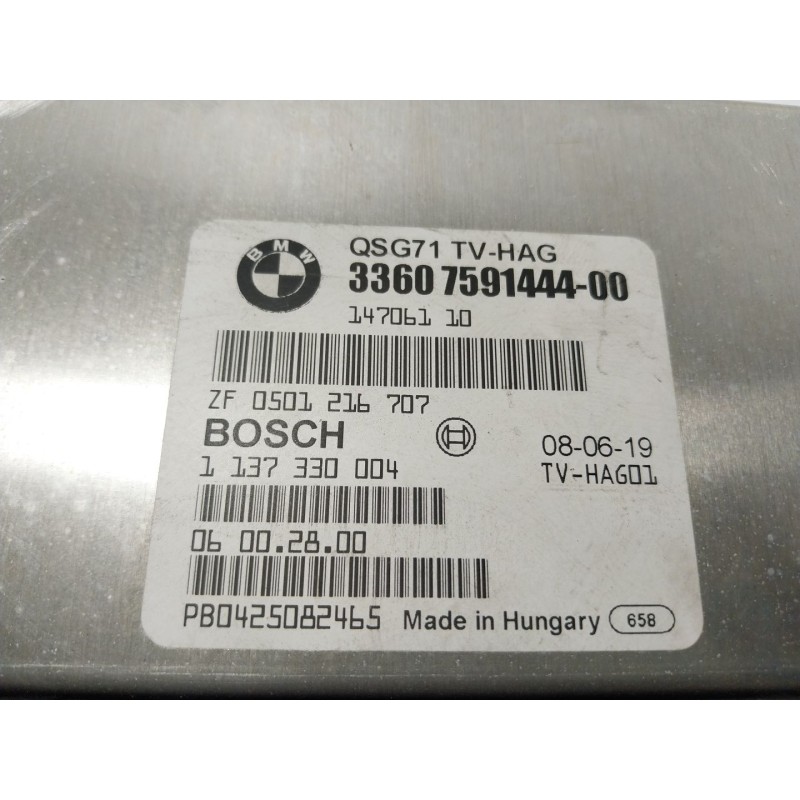 BMW
QSG71 TV-HAG
3360 7591444-00
147061 10
ZF 0501 216 707
BOSCH
08-06-19
1 137 330 004
TV-HAG01
06 00.28.00
PB0425082465 Made in Hungary 658